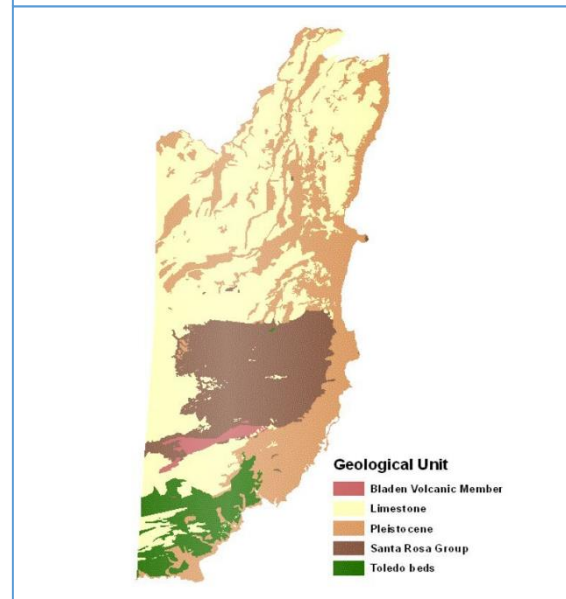 Geological Unit
Bladen Volcanic Member
Limestone
Pleistocene
Santa Rosa Group
Toledo beds